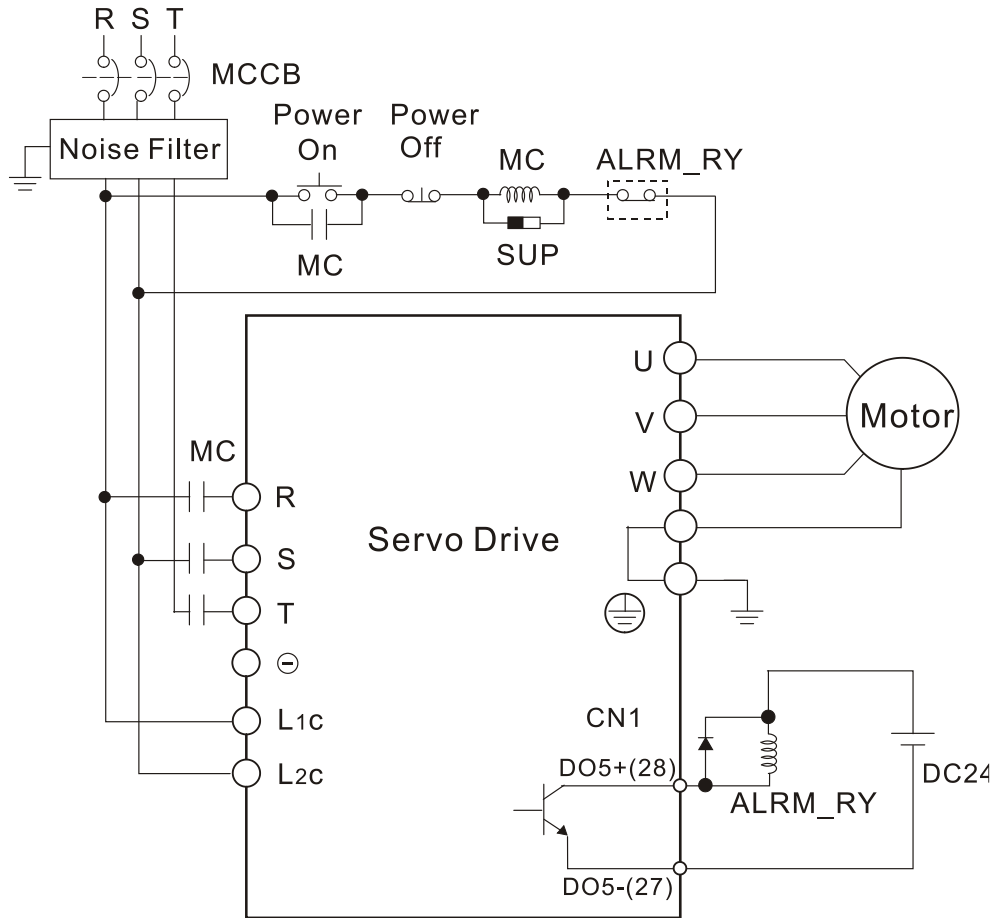 R S T
MCCB
Noise Filter
Power
On
Power
Off
MC
ALRM_RY
MC
SUP
U
V
W
Motor
MC
R
S
T
Servo Drive
⊖
L1c
L2c
CN1
DO5+(28)
DO5-(27)
ALRM_RY
DC24